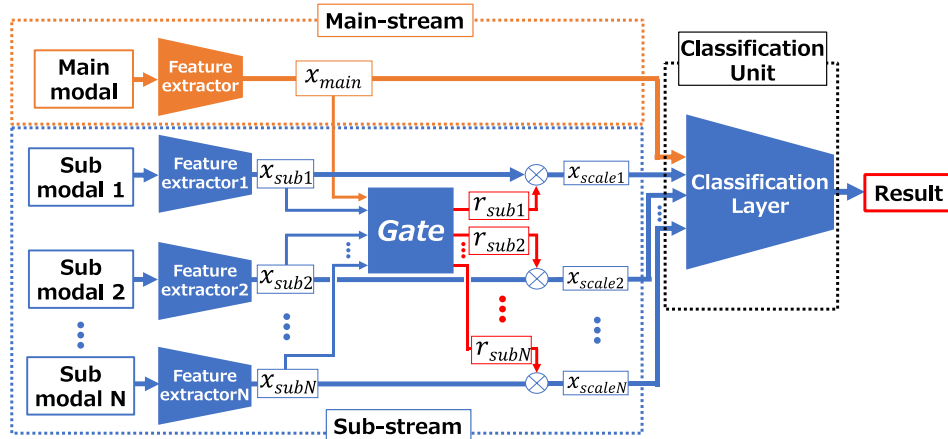 Main-stream
Main
modal
Feature
extractor
x_main
Classification
Unit
Sub
modal 1
Feature
extractor1
x_sub1
x_scale1
Gate
r_sub1
Classification
Layer
Result
r_sub2
Sub
modal 2
Feature
extractor2
x_sub2
x_scale2
Sub
modal N
Feature
extractorN
x_subN
r_subN
x_scaleN
Sub-stream